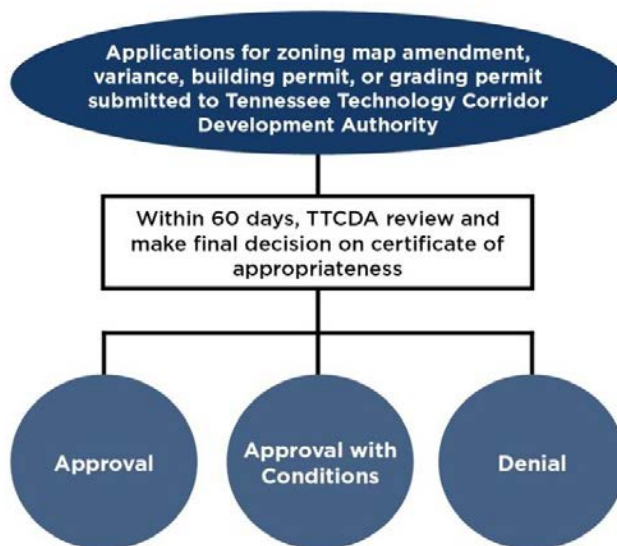 Applications for zoning map amendment,
variance, building permit, or grading permit
submitted to Tennessee Technology Corridor
Development Authority
Within 60 days, TTCDA review and
make final decision on certificate of
appropriateness
Approval
Approval with
Conditions
Denial